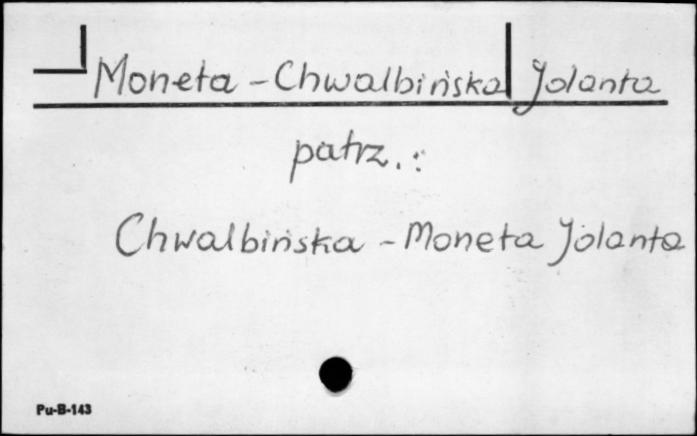 Moneta - Chwalbińska Jolanta
patrz.:
Chwalbińska - Moneta Jolanta
Pu-B-143